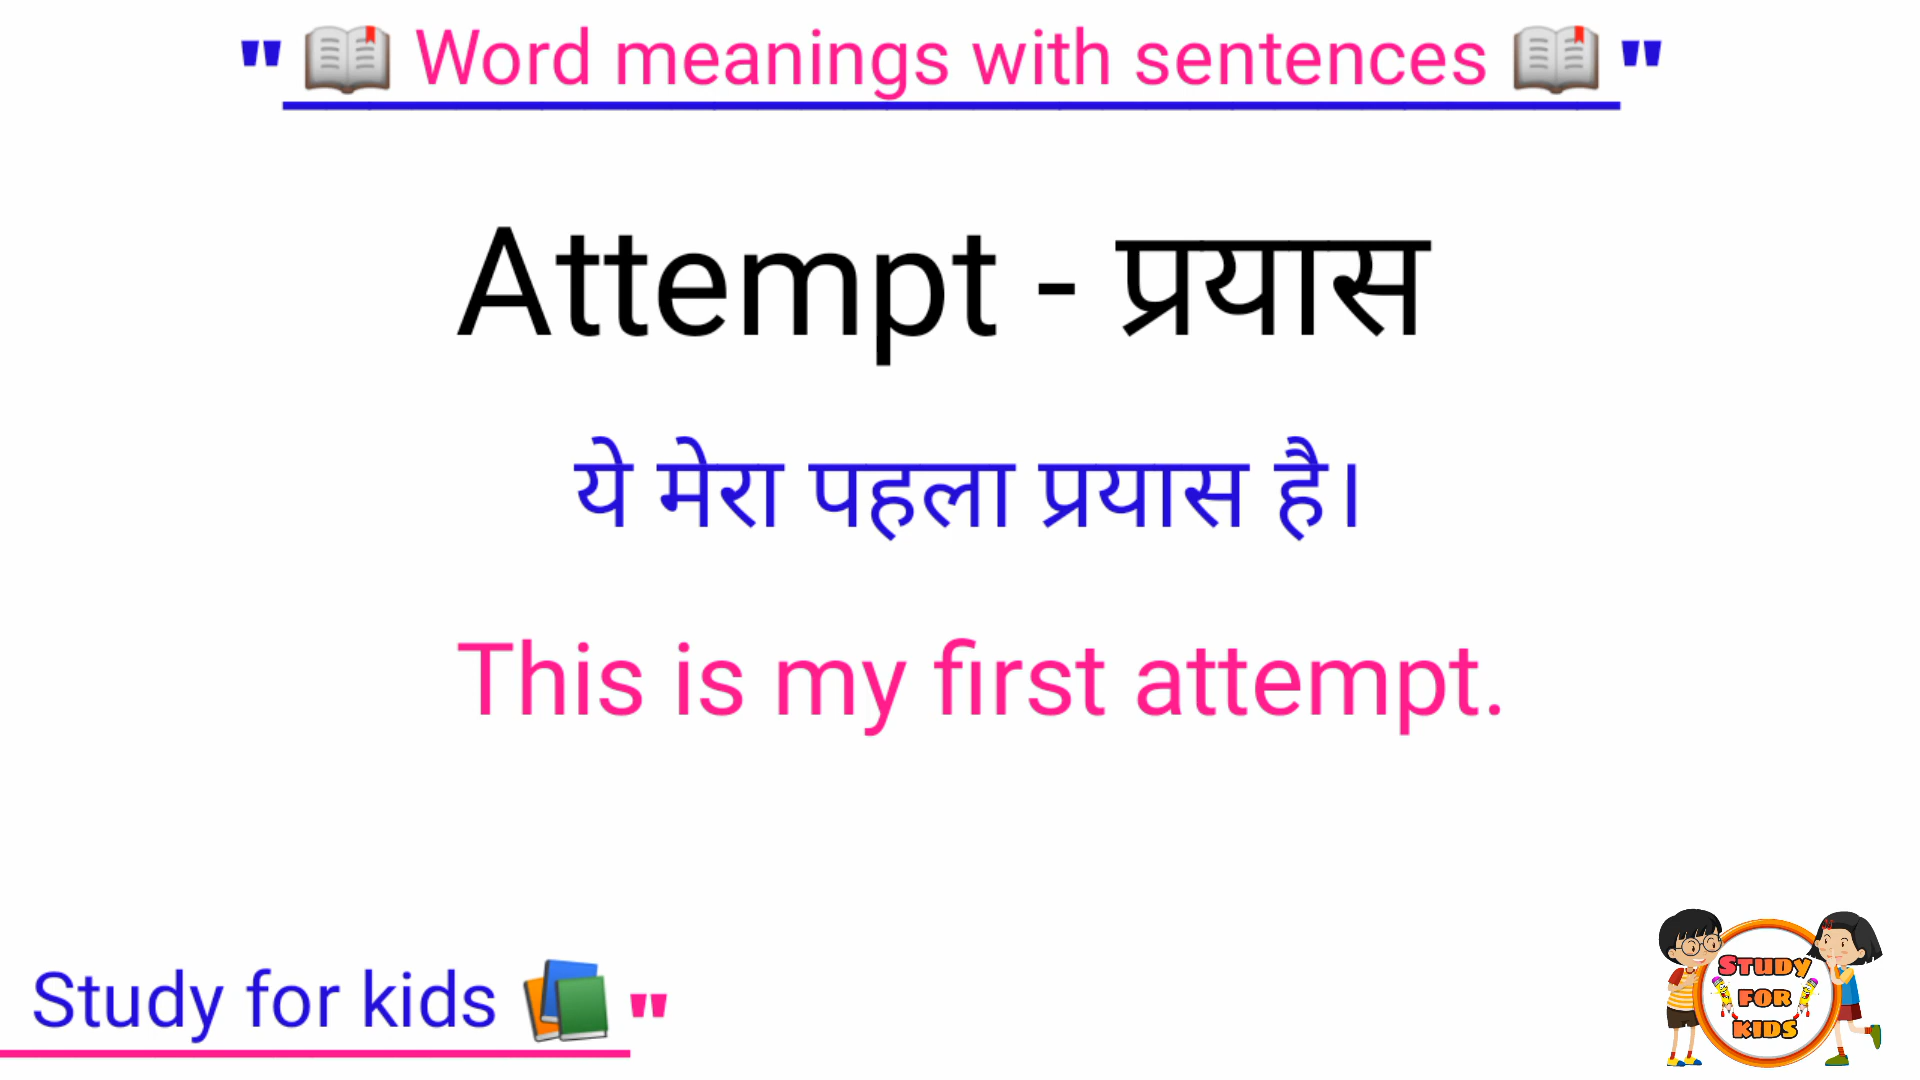 " 📖 Word meanings with sentences 📖 "
Attempt - प्रयास
ये मेरा पहला प्रयास है।
This is my first attempt.
Study for kids 📚 "
STUDY
FOR
KIDS